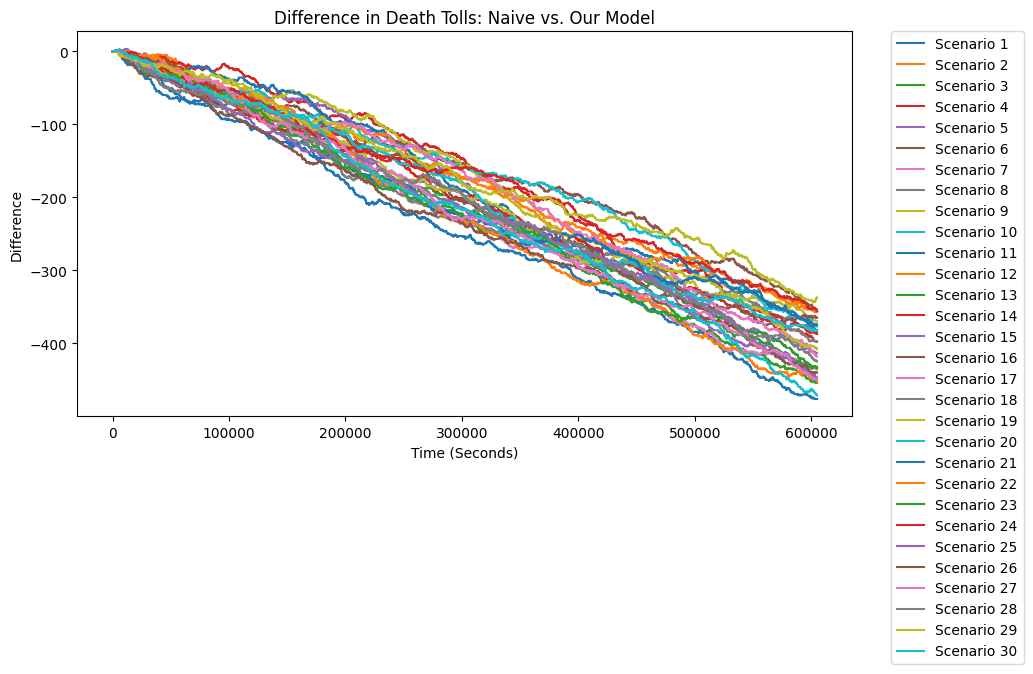 Difference in Death Tolls: Naive vs. Our Model
0
−100
−200
−300
−400
Difference
0
100000
200000
300000
400000
500000
600000
Time (Seconds)
Scenario 1
Scenario 2
Scenario 3
Scenario 4
Scenario 5
Scenario 6
Scenario 7
Scenario 8
Scenario 9
Scenario 10
Scenario 11
Scenario 12
Scenario 13
Scenario 14
Scenario 15
Scenario 16
Scenario 17
Scenario 18
Scenario 19
Scenario 20
Scenario 21
Scenario 22
Scenario 23
Scenario 24
Scenario 25
Scenario 26
Scenario 27
Scenario 28
Scenario 29
Scenario 30